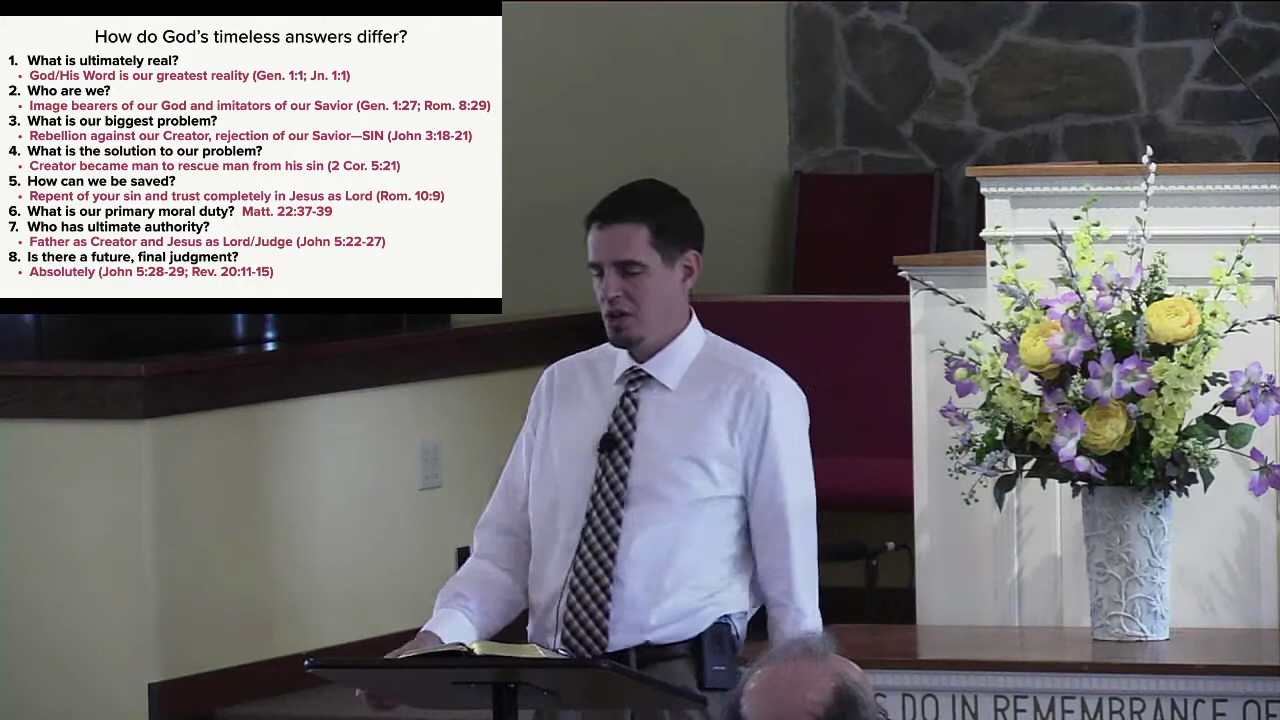 How do God's timeless answers differ?
1. What is ultimately real?
• God/His Word is our greatest reality (Gen. 1:1; Jn. 1:1)
2. Who are we?
• Image bearers of our God and imitators of our Savior (Gen. 1:27; Rom. 8:29)
3. What is our biggest problem?
• Rebellion against our Creator, rejection of our Savior—SIN (John 3:18-21)
4. What is the solution to our problem?
• Creator became man to rescue man from his sin (2 Cor. 5:21)
5. How can we be saved?
• Repent of your sin and trust completely in Jesus as Lord (Rom. 10:9)
6. What is our primary moral duty? Matt. 22:37-39
7. Who has ultimate authority?
• Father as Creator and Jesus as Lord/Judge (John 5:22-27)
8. Is there a future, final judgment?
• Absolutely (John 5:28-29; Rev. 20:11-15)
S DO IN REMEMBRANCE OF